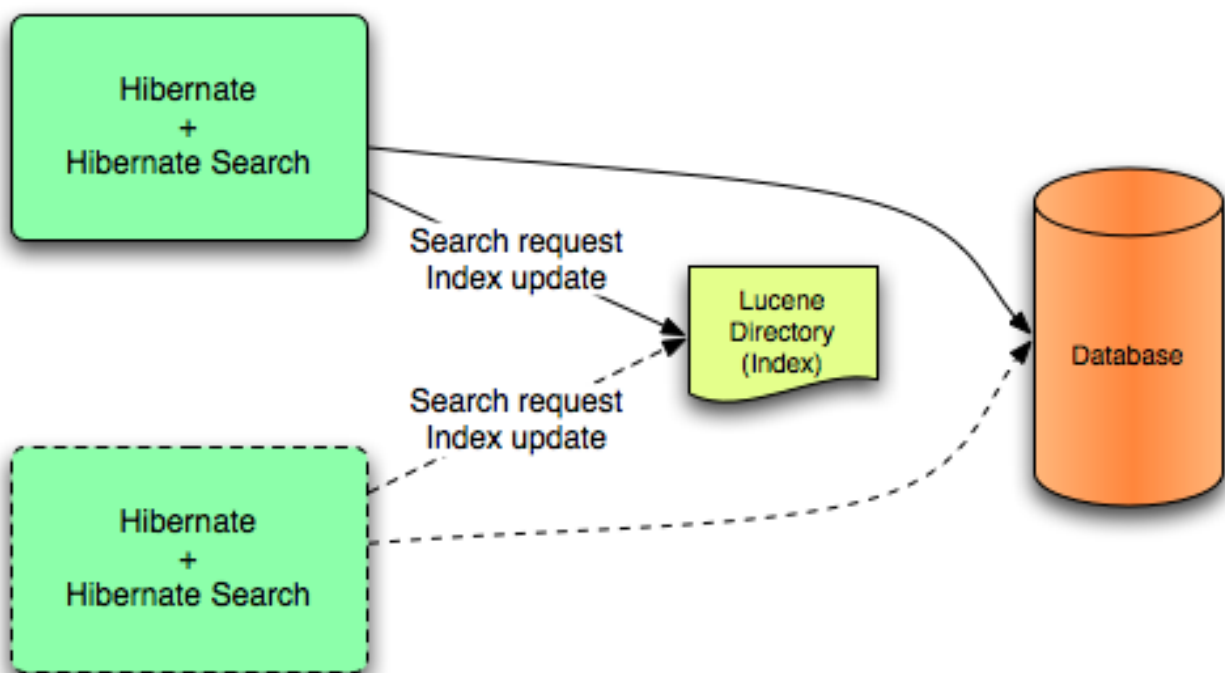 Hibernate
+
Hibernate Search
Search request
Index update
Lucene
Directory
(Index)
Database
Search request
Index update
Hibernate
+
Hibernate Search